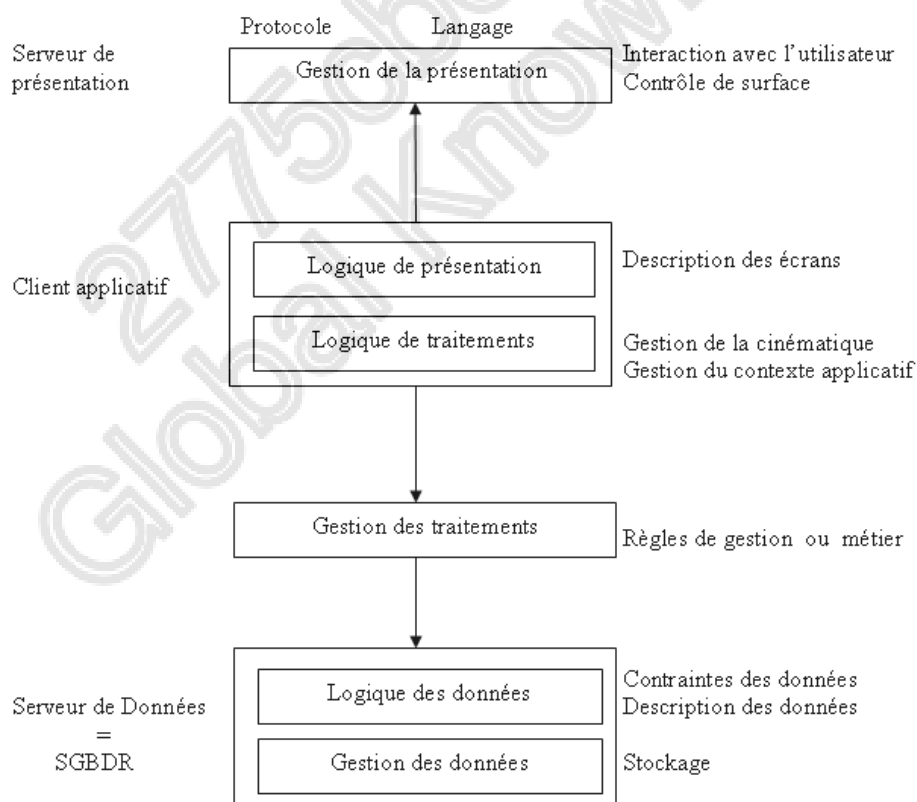 Protocole Langage
Serveur de
présentation
Gestion de la présentation
Interaction avec l'utilisateur
Contrôle de surface
Client applicatif
Logique de présentation
Description des écrans
Logique de traitements
Gestion de la cinématique
Gestion du contexte applicatif
Gestion des traitements
Règles de gestion ou métier
Serveur de Données
=
SGBDR
Logique des données
Contraintes des données
Description des données
Gestion des données
Stockage